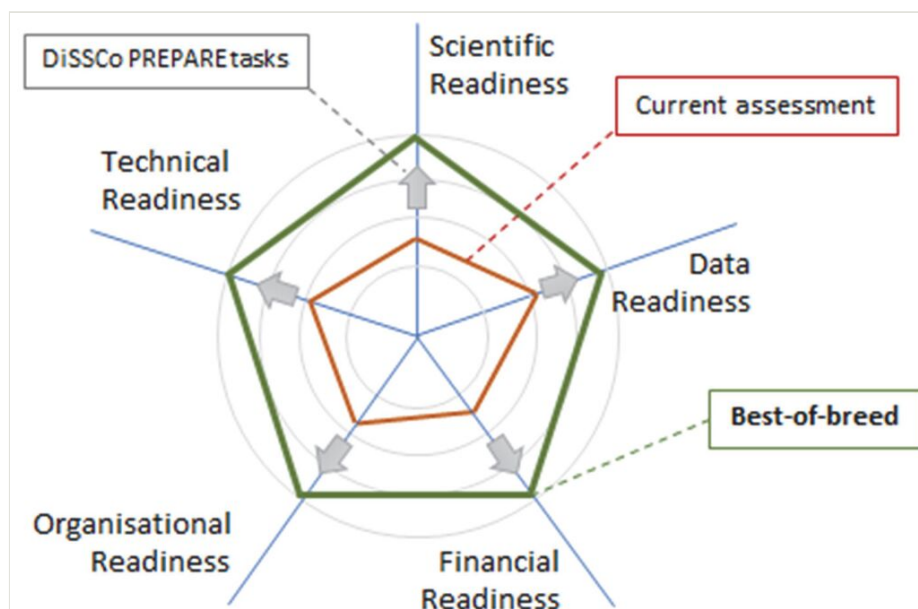 DiSSCo PREPARE tasks
Scientific
Readiness
Current assessment
Technical
Readiness
Data
Readiness
Best-of-breed
Organisational
Readiness
Financial
Readiness